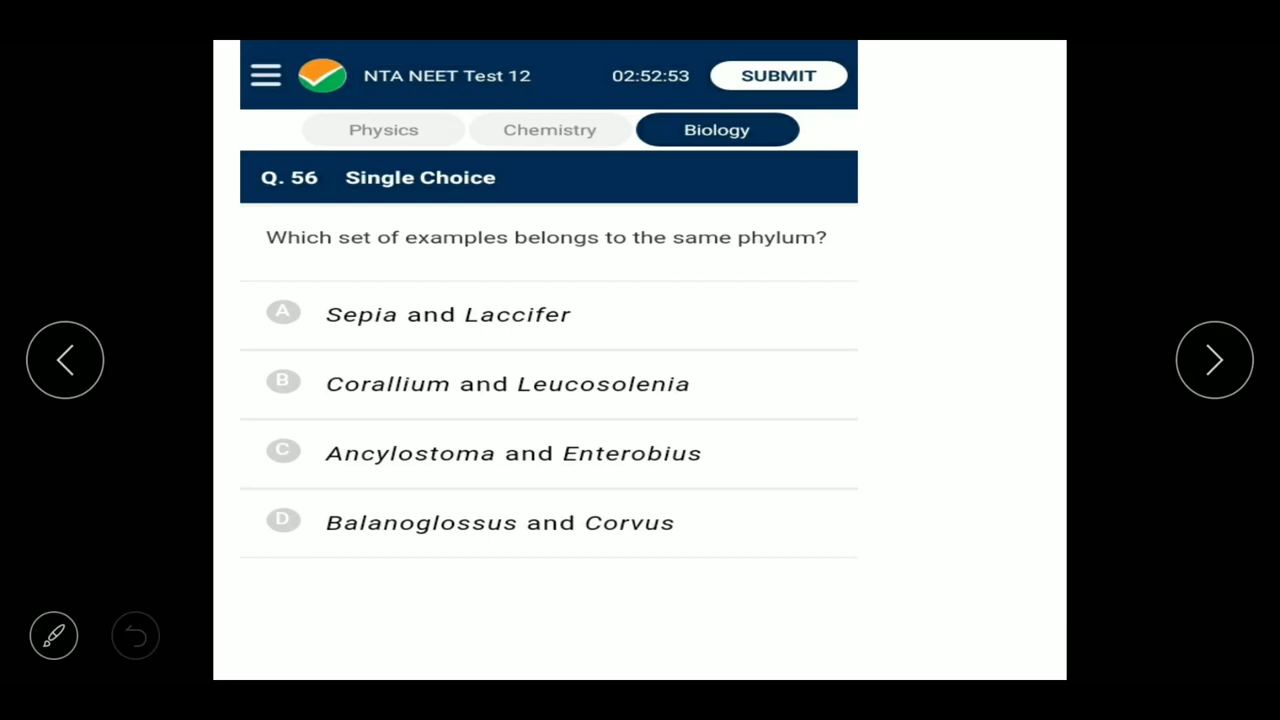 NTA NEET Test 12 02:52:53 SUBMIT
Physics Chemistry Biology
Q. 56 Single Choice
Which set of examples belongs to the same phylum?
A Sepia and Laccifer
B Corallium and Leucosolenia
C Ancylostoma and Enterobius
D Balanoglossus and Corvus